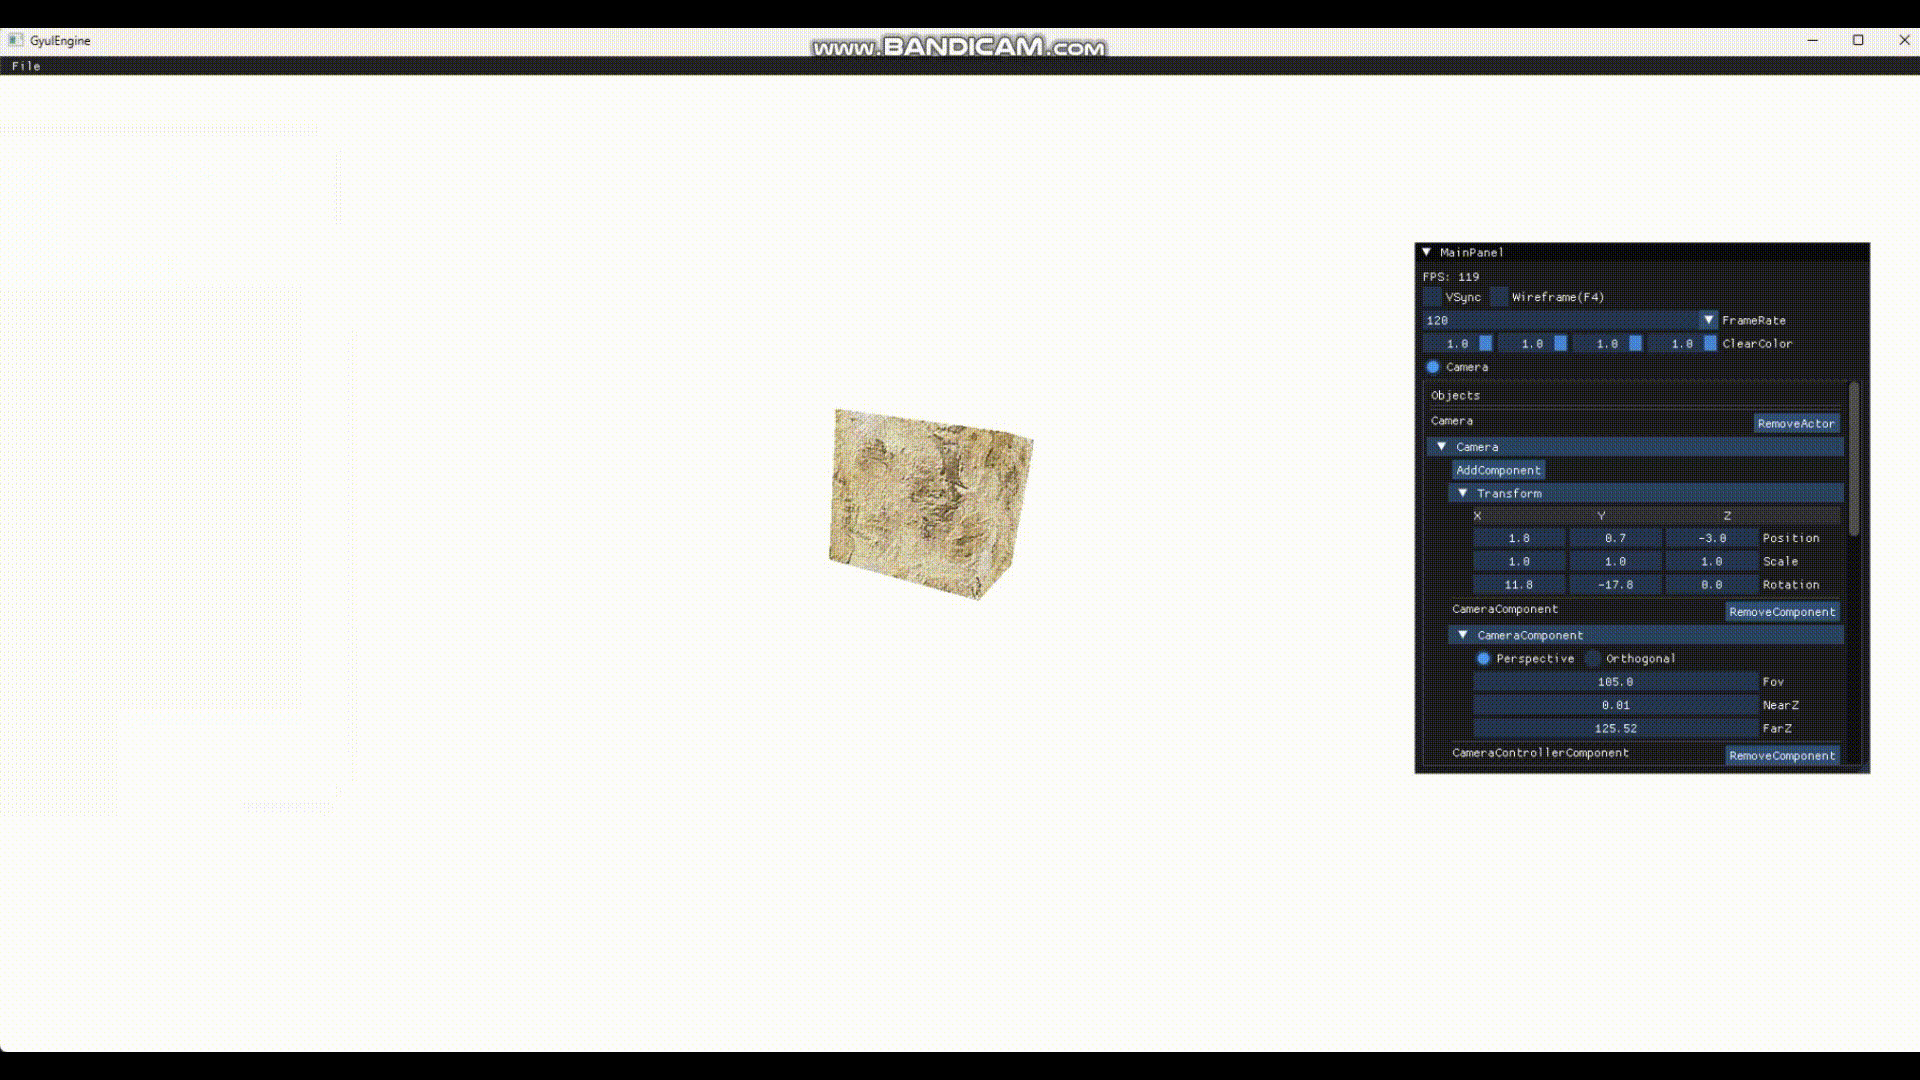 GyulEngine
www.BANDICAM.com
File
MainPanel
FPS: 119
VSync Wireframe(F4)
120 FrameRate
1.0 1.0 1.0 1.0 ClearColor
Camera
Objects
Camera RemoveActor
Camera
AddComponent
Transform
X Y Z
1.8 0.7 -3.0 Position
1.0 1.0 1.0 Scale
11.8 -17.8 0.0 Rotation
CameraComponent RemoveComponent
CameraComponent
Perspective Orthogonal
105.0 Fov
0.01 NearZ
125.52 FarZ
CameraControllerComponent RemoveComponent